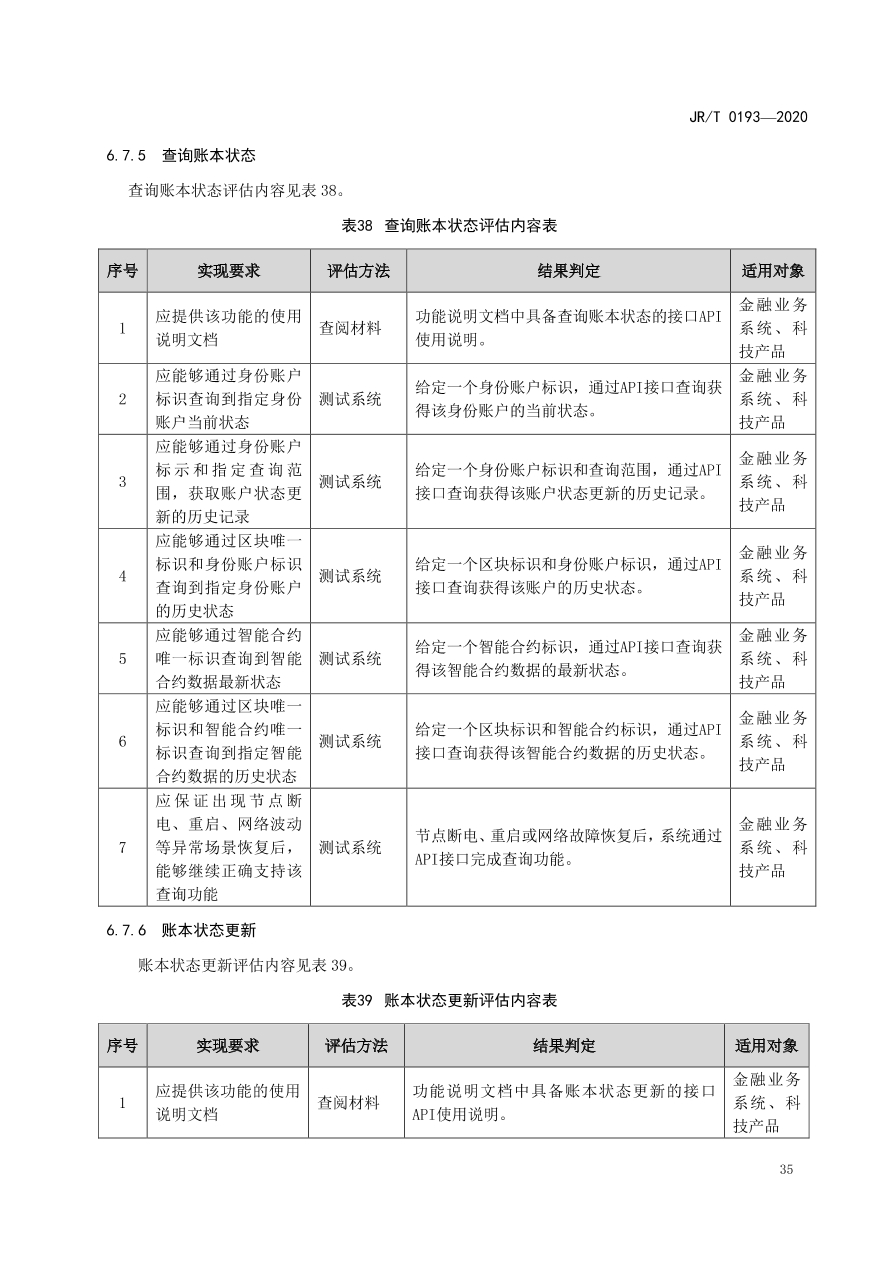 JR/T 0193—2020
6.7.5 查询账本状态
查询账本状态评估内容见表 38。
表38 查询账本状态评估内容表
序号 实现要求 评估方法 结果判定 适用对象
1
应提供该功能的使用
说明文档
查阅材料
功能说明文档中具备查询账本状态的接口API
使用说明。
金融业务
系统、科
技产品
2
应能够通过身份账户
标识查询到指定身份
账户当前状态
测试系统
给定一个身份账户标识，通过API接口查询获
得该身份账户的当前状态。
金融业务
系统、科
技产品
3
应能够通过身份账户
标示和指定查询范
围，获取账户状态更
新的历史记录
测试系统
给定一个身份账户标识和查询范围，通过API
接口查询获得该账户状态更新的历史记录。
金融业务
系统、科
技产品
4
应能够通过区块唯一
标识和身份账户标识
查询到指定身份账户
的历史状态
测试系统
给定一个区块标识和身份账户标识，通过API
接口查询获得该账户的历史状态。
金融业务
系统、科
技产品
5
应能够通过智能合约
唯一标识查询到智能
合约数据最新状态
测试系统
给定一个智能合约标识，通过API接口查询获
得该智能合约数据的最新状态。
金融业务
系统、科
技产品
6
应能够通过区块唯一
标识和智能合约唯一
标识查询到指定智能
合约数据的历史状态
测试系统
给定一个区块标识和智能合约标识，通过API
接口查询获得该智能合约数据的历史状态。
金融业务
系统、科
技产品
7
应保证出现节点断
电、重启、网络波动
等异常场景恢复后，
能够继续正确支持该
查询功能
测试系统
节点断电、重启或网络故障恢复后，系统通过
API接口完成查询功能。
金融业务
系统、科
技产品
6.7.6 账本状态更新
账本状态更新评估内容见表 39。
表39 账本状态更新评估内容表
序号 实现要求 评估方法 结果判定 适用对象
1
应提供该功能的使用
说明文档
查阅材料
功能说明文档中具备账本状态更新的接口
API使用说明。
金融业务
系统、科
技产品
35